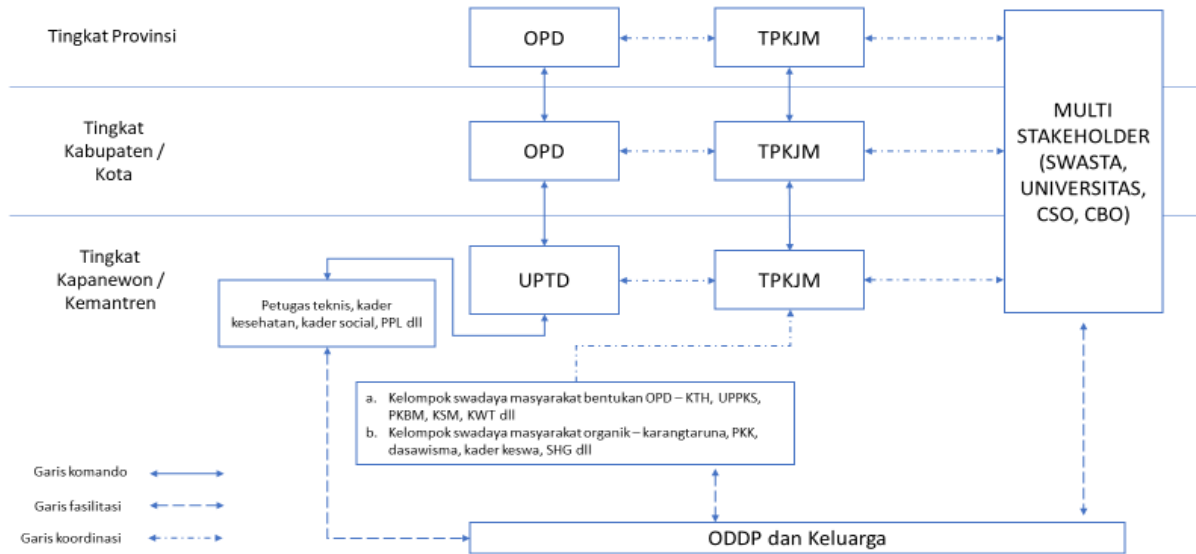 Tingkat Provinsi
OPD
TPKJM
MULTI
STAKEHOLDER
(SWASTA,
UNIVERSITAS,
CSO, CBO)
Tingkat
Kabupaten /
Kota
OPD
TPKJM
Tingkat
Kapanewon /
Kemantren
UPTD
TPKJM
Petugas teknis, kader
kesehatan, kader social, PPL dll
a. Kelompok swadaya masyarakat bentukan OPD – KTH, UPPKS,
PKBM, KSM, KWT dll
b. Kelompok swadaya masyarakat organik – karangtaruna, PKK,
dasawisma, kader keswa, SHG dll
Garis komando
Garis fasilitasi
Garis koordinasi
ODDP dan Keluarga